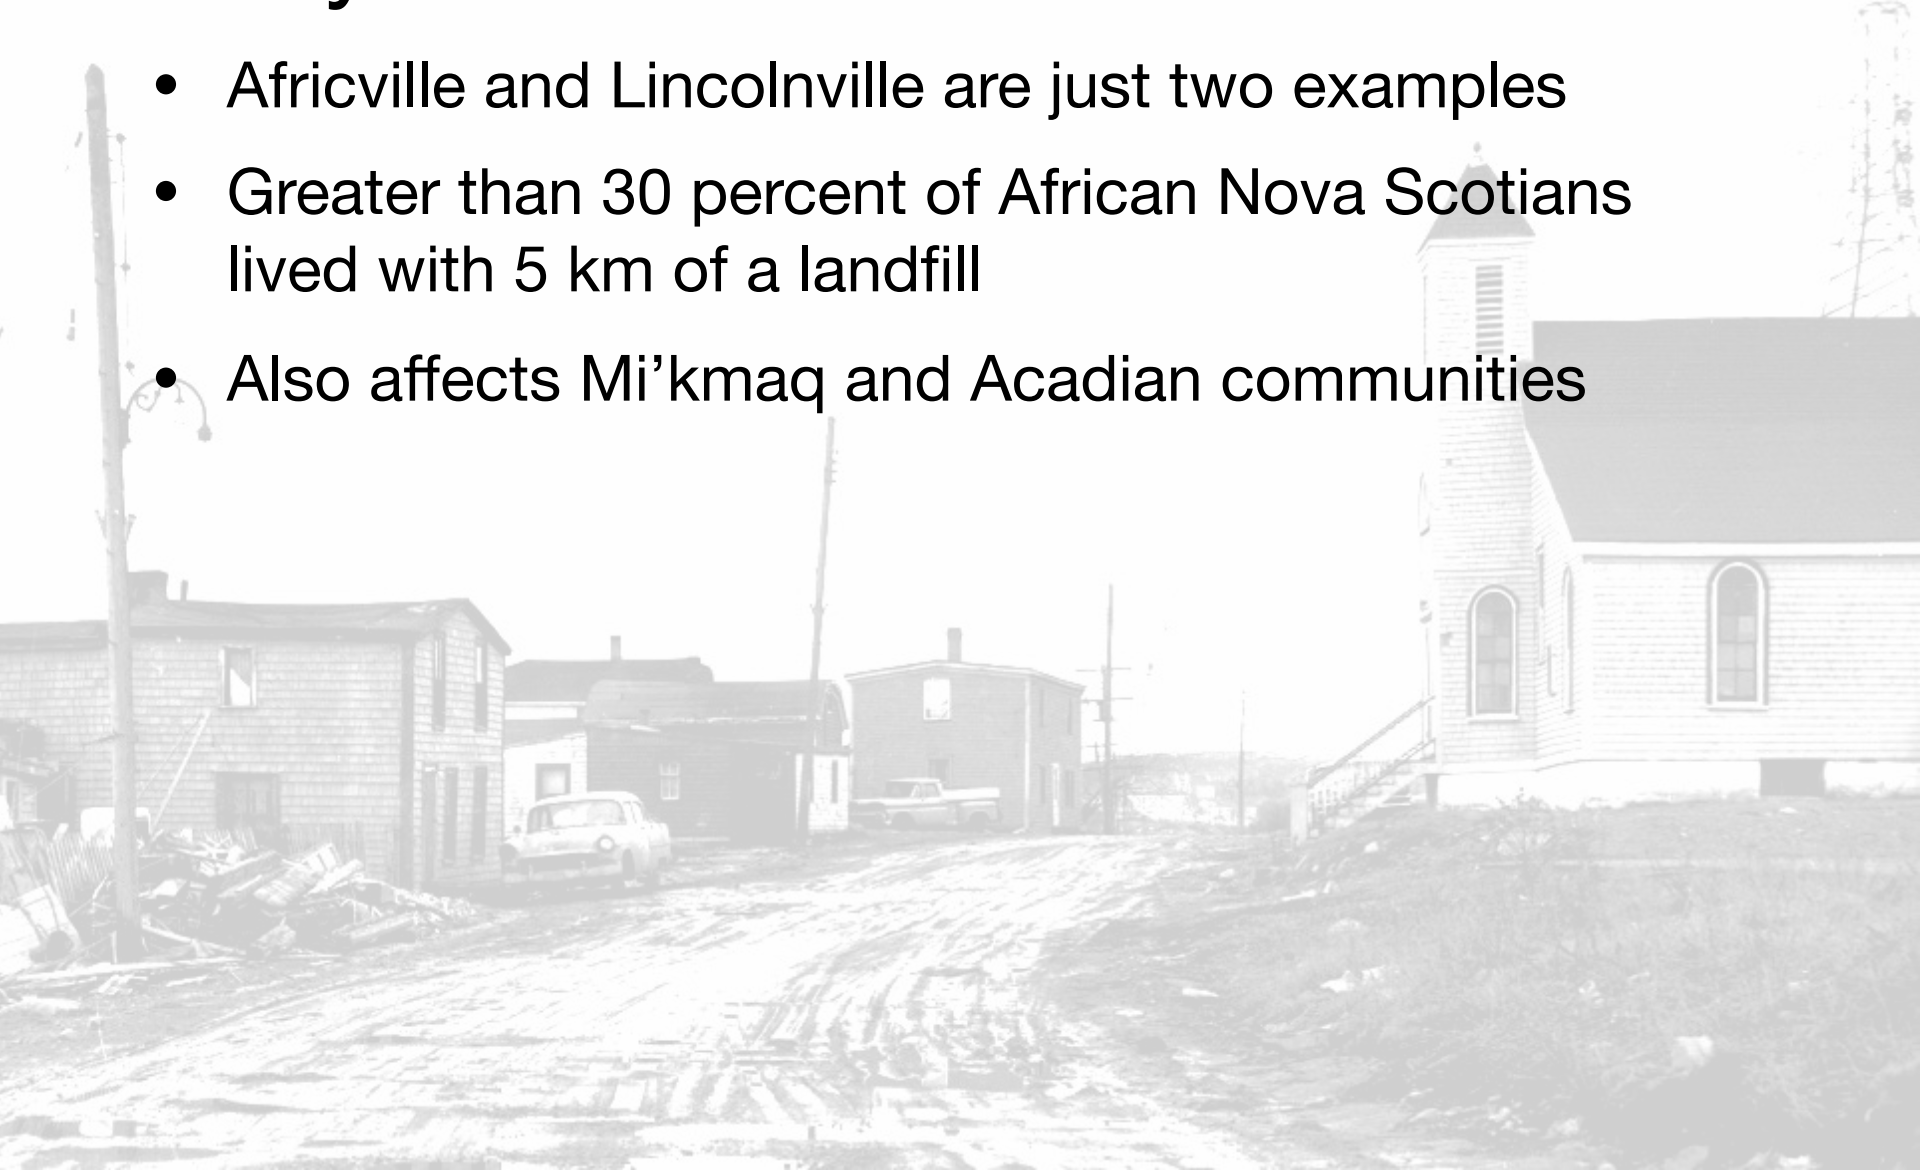 • Africville and Lincolnville are just two examples
• Greater than 30 percent of African Nova Scotians
lived with 5 km of a landfill
• Also affects Mi’kmaq and Acadian communities